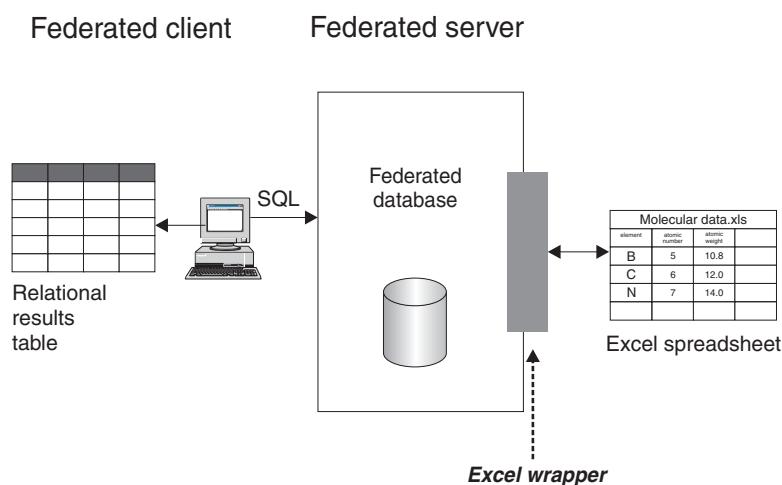 Federated client
Federated server
SQL
Federated
database
Relational
results
table
Molecular data.xls
element atomic number atomic weight
B 5 10.8
C 6 12.0
N 7 14.0
Excel spreadsheet
Excel wrapper